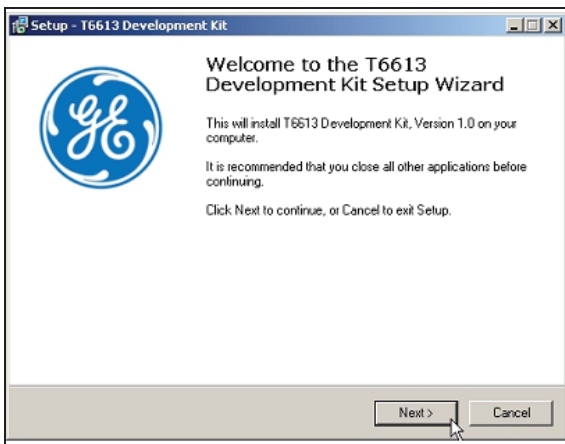 Setup - T6613 Development Kit
GE
Welcome to the T6613
Development Kit Setup Wizard
This will install T6613 Development Kit, Version 1.0 on your
computer.
It is recommended that you close all other applications before
continuing.
Click Next to continue, or Cancel to exit Setup.
Next >
Cancel